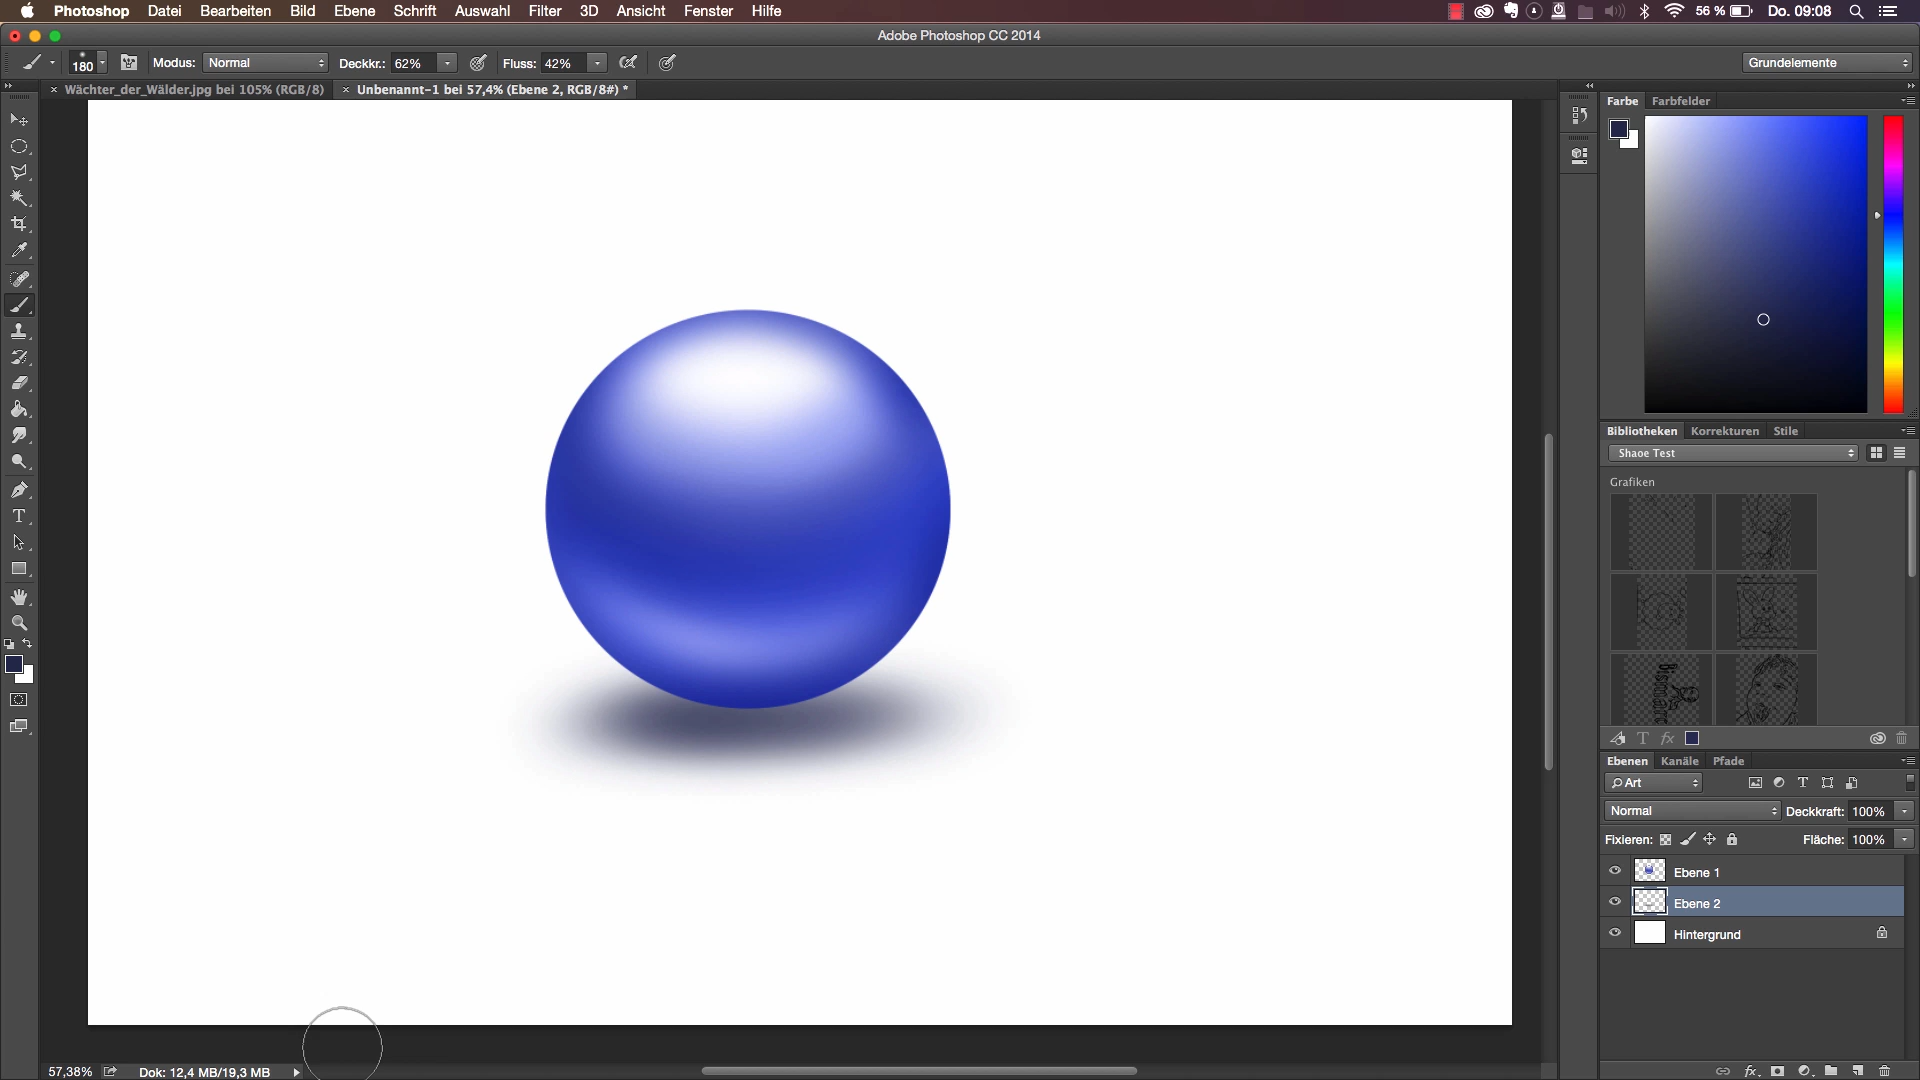 Photoshop Datei Bearbeiten Bild Ebene Schrift Auswahl Filter 3D Ansicht Fenster Hilfe 56 % Do. 09:08
Adobe Photoshop CC 2014
180 Modus: Normal Deckkr.: 62% Fluss: 42% Grundelemente
Wächter_der_Wälder.jpg bei 105% (RGB/8) Unbenannt-1 bei 57,4% (Ebene 2, RGB/8#) *
Farbe Farbfelder
Bibliotheken Korrekturen Stile
Shaoe Test
Grafiken
Bismarc
Ebenen Kanäle Pfade
Art
Normal Deckkraft: 100%
Fixieren: Fläche: 100%
Ebene 1
Ebene 2
Hintergrund
57,38% Dok: 12,4 MB/19,3 MB